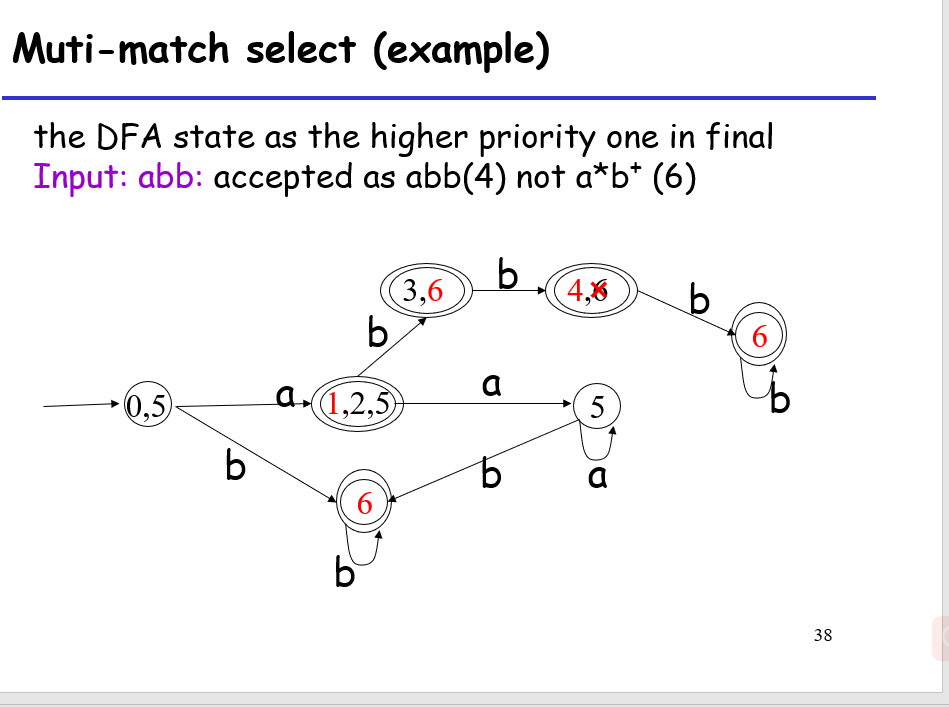 Muti-match select (example)
the DFA state as the higher priority one in final
Input: abb: accepted as abb(4) not a*b⁺ (6)
b
3,6
4,6
b
b
6
b
a
a
0,5
1,2,5
5
b
b
a
6
b
38